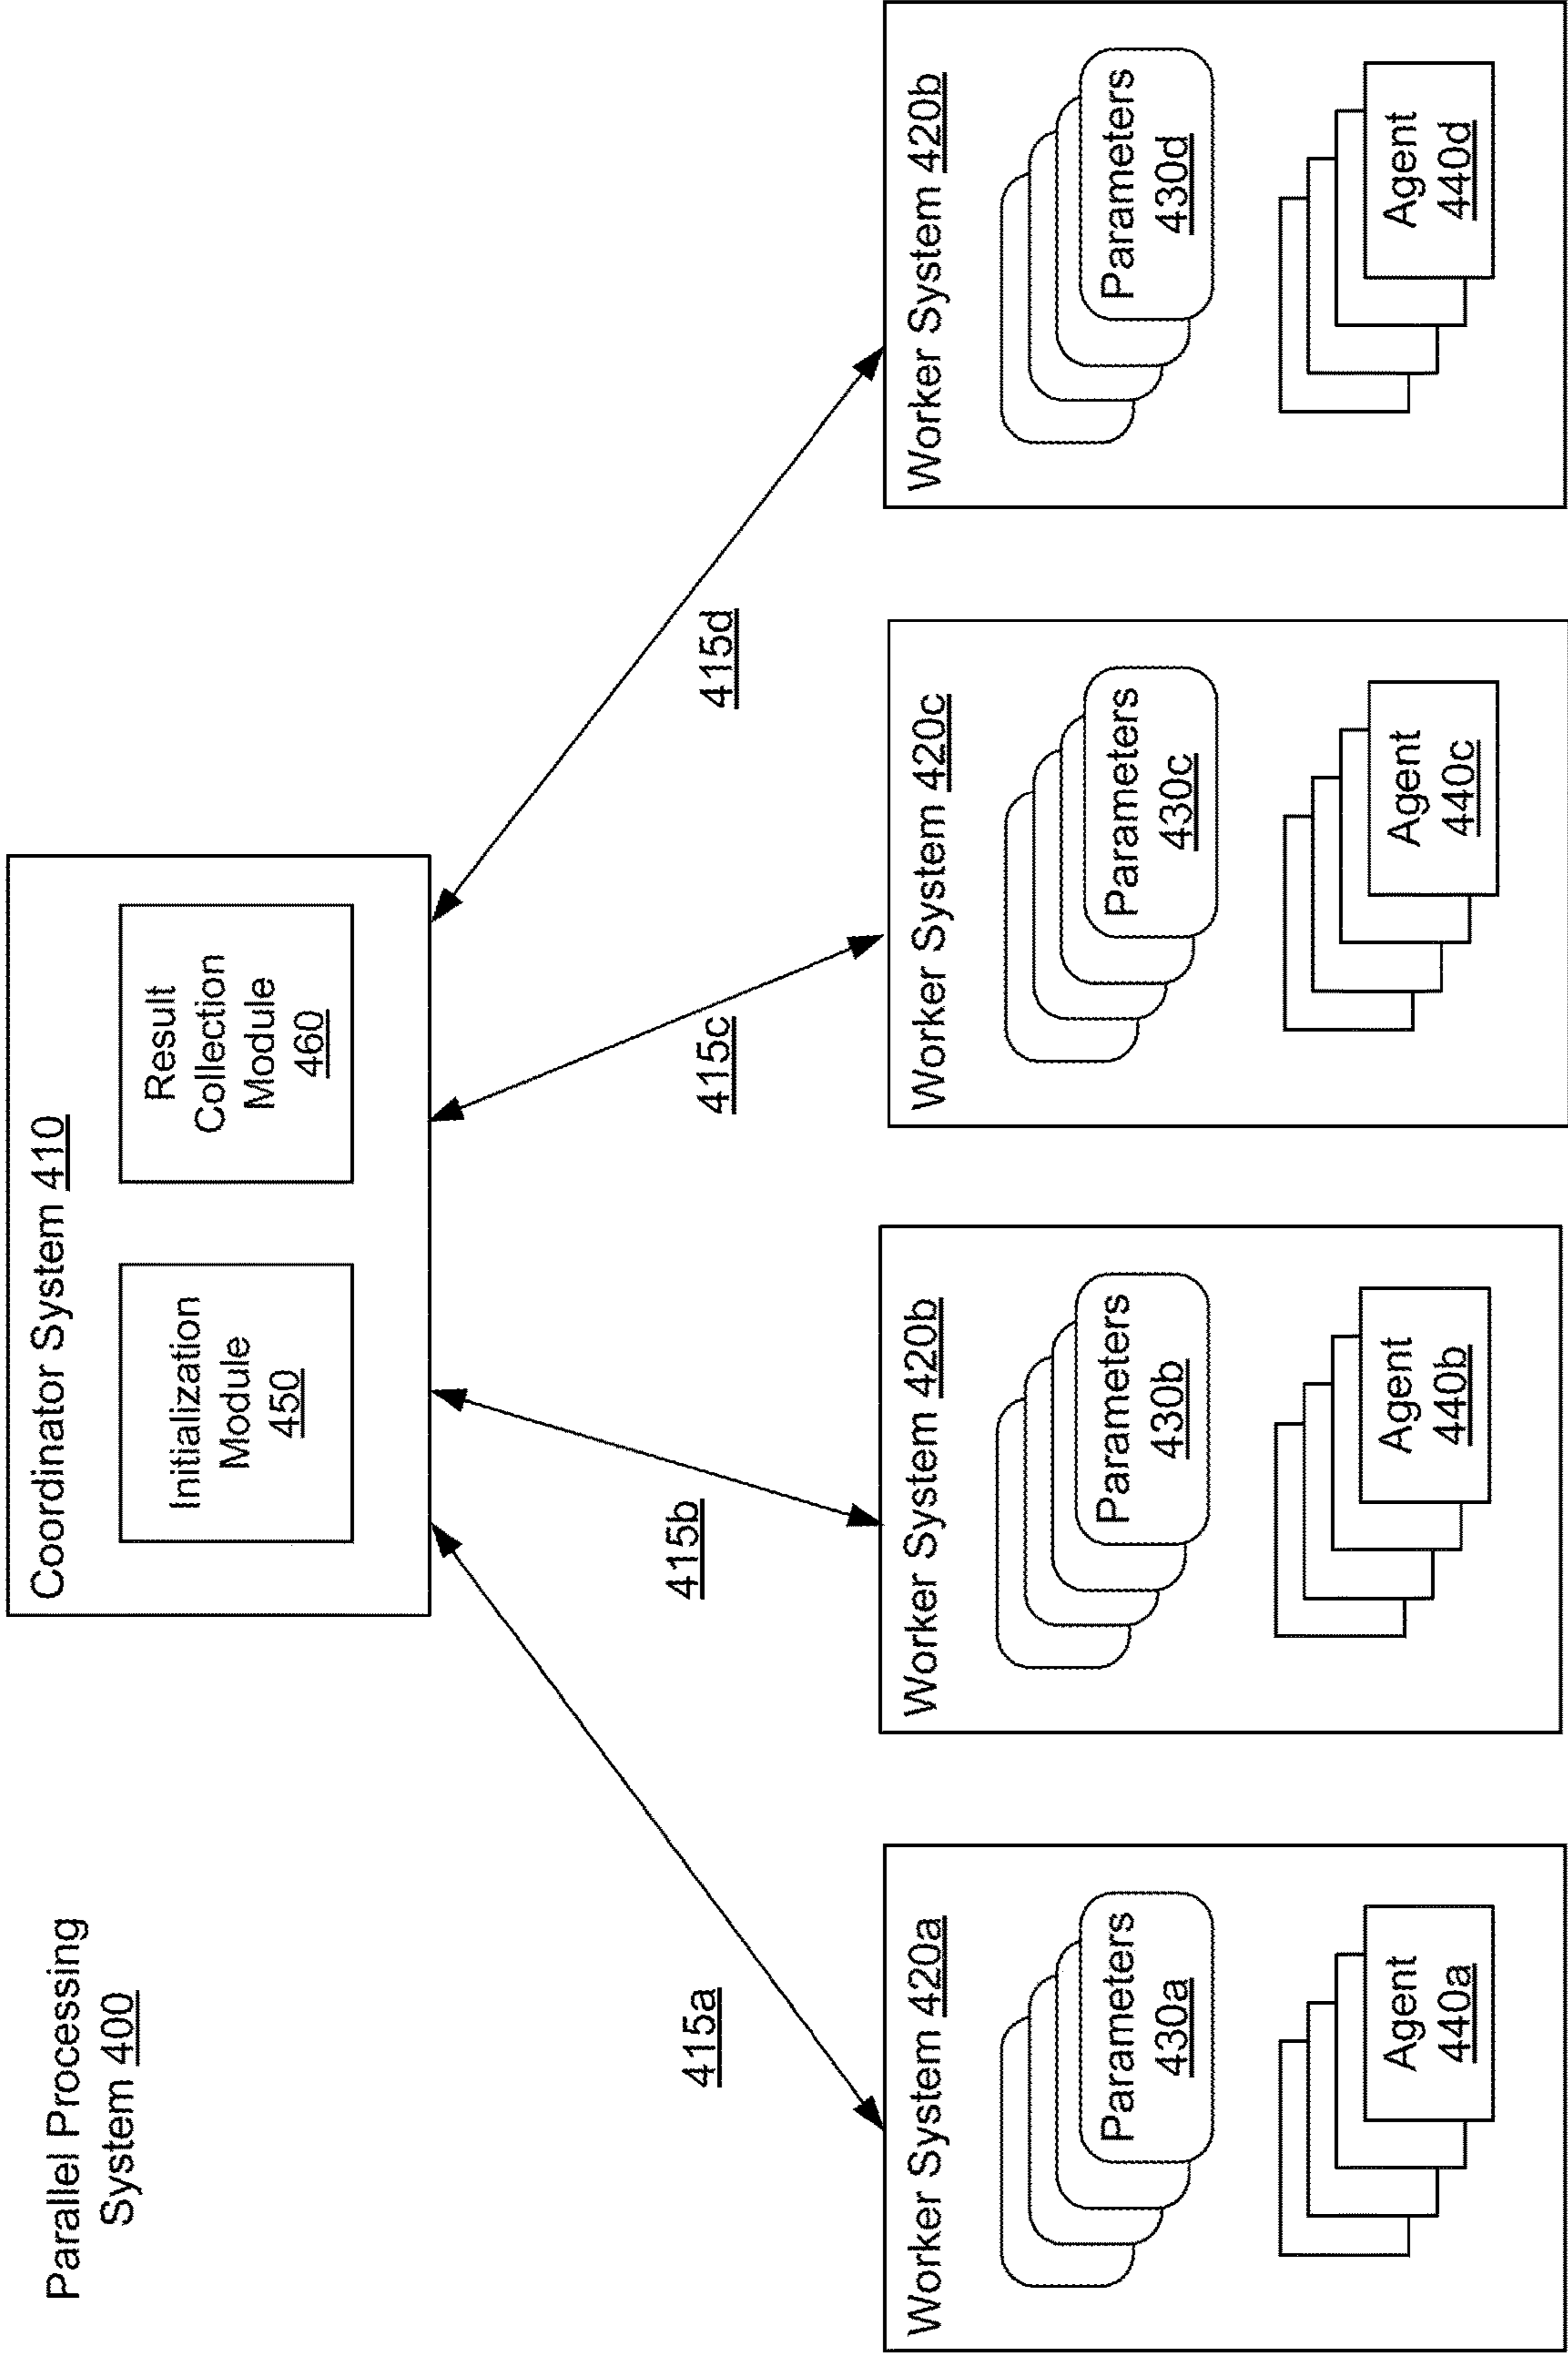 Parallel Processing
System 400
Coordinator System 410
Initialization
Module
450
Result
Collection
Module
460
415a
415b
415c
415d
Worker System 420a
Parameters
430a
Agent
440a
Worker System 420b
Parameters
430b
Agent
440b
Worker System 420c
Parameters
430c
Agent
440c
Worker System 420b
Parameters
430d
Agent
440d